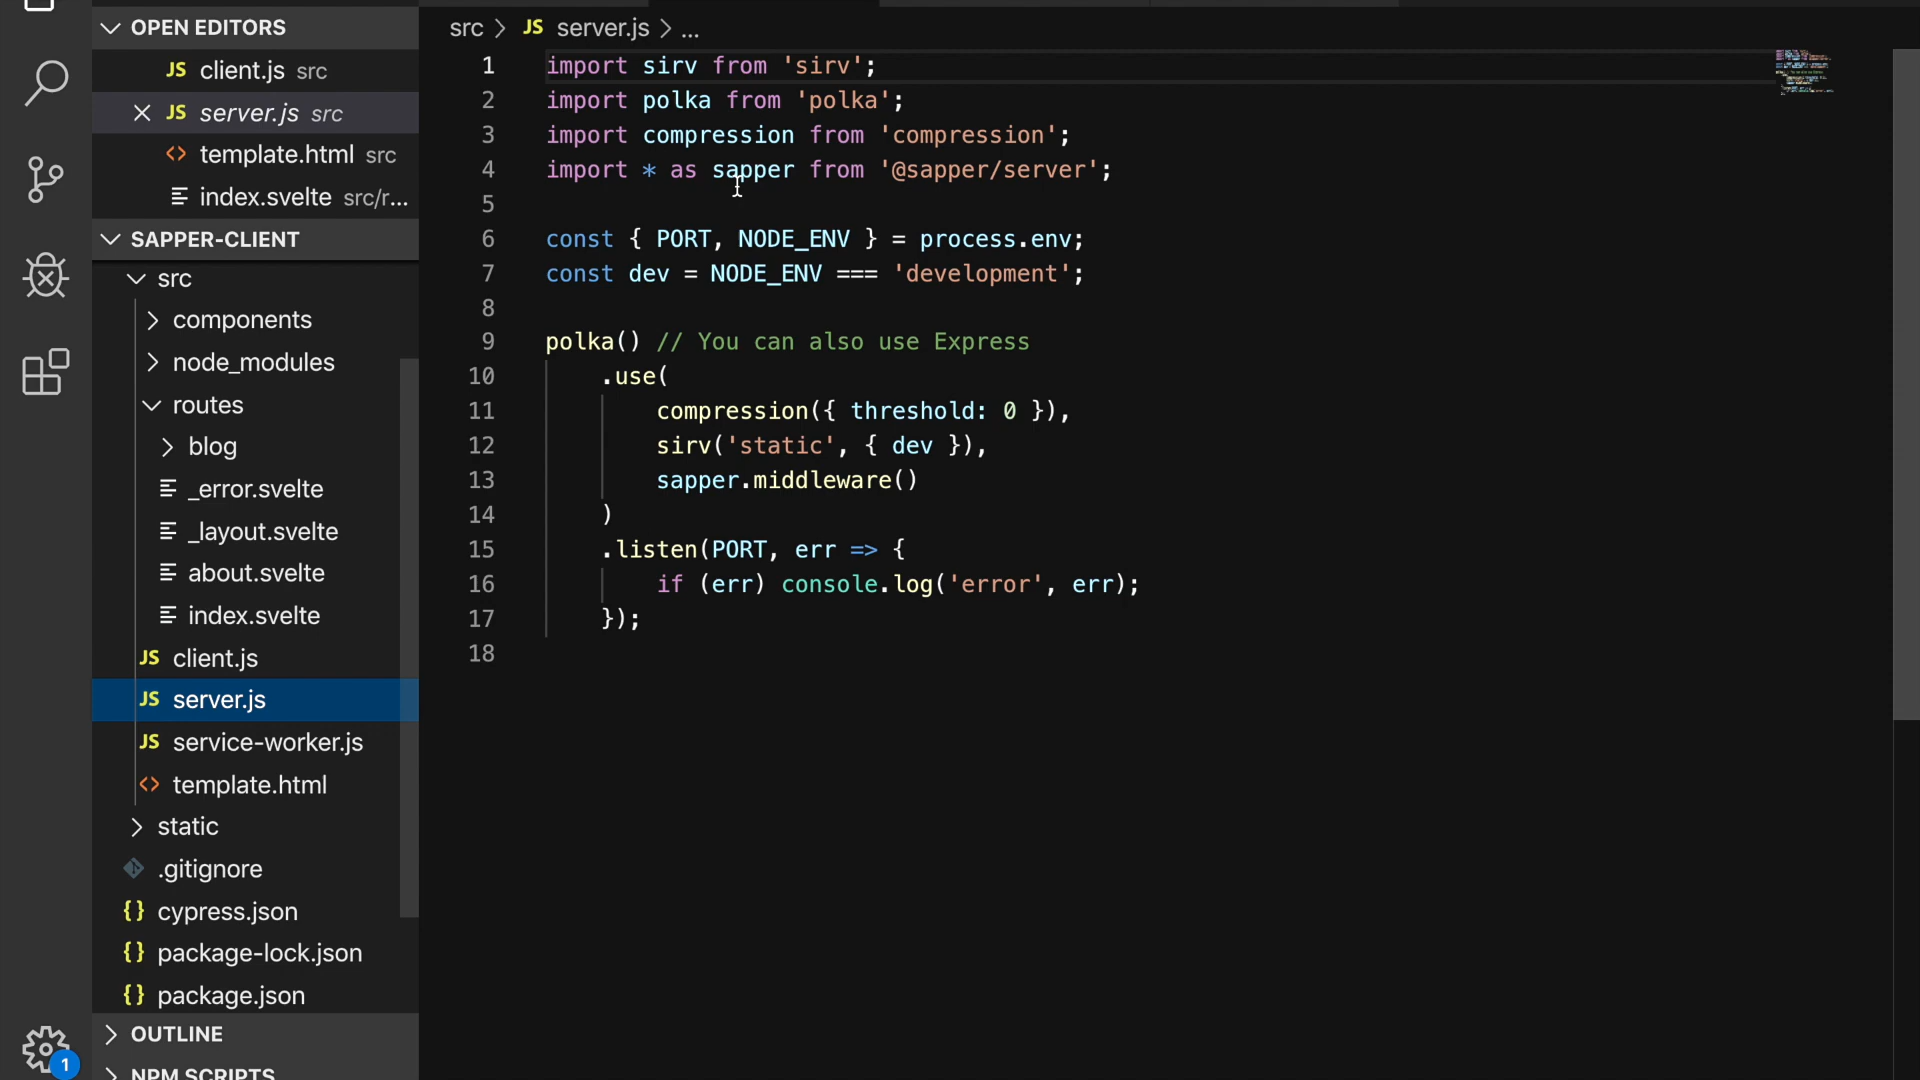 OPEN EDITORS
JS client.js src
JS server.js src
<> template.html src
index.svelte src/r...
SAPPER-CLIENT
src
components
node_modules
routes
blog
_error.svelte
_layout.svelte
about.svelte
index.svelte
JS client.js
JS server.js
JS service-worker.js
<> template.html
static
.gitignore
{} cypress.json
{} package-lock.json
{} package.json
OUTLINE
NPM SCRIPTS
1
src > JS server.js > ...
1 import sirv from 'sirv';
2 import polka from 'polka';
3 import compression from 'compression';
4 import * as sapper from '@sapper/server';
5
6 const { PORT, NODE_ENV } = process.env;
7 const dev = NODE_ENV === 'development';
8
9 polka() // You can also use Express
10 .use(
11 compression({ threshold: 0 }),
12 sirv('static', { dev }),
13 sapper.middleware()
14 )
15 .listen(PORT, err => {
16 if (err) console.log('error', err);
17 });
18